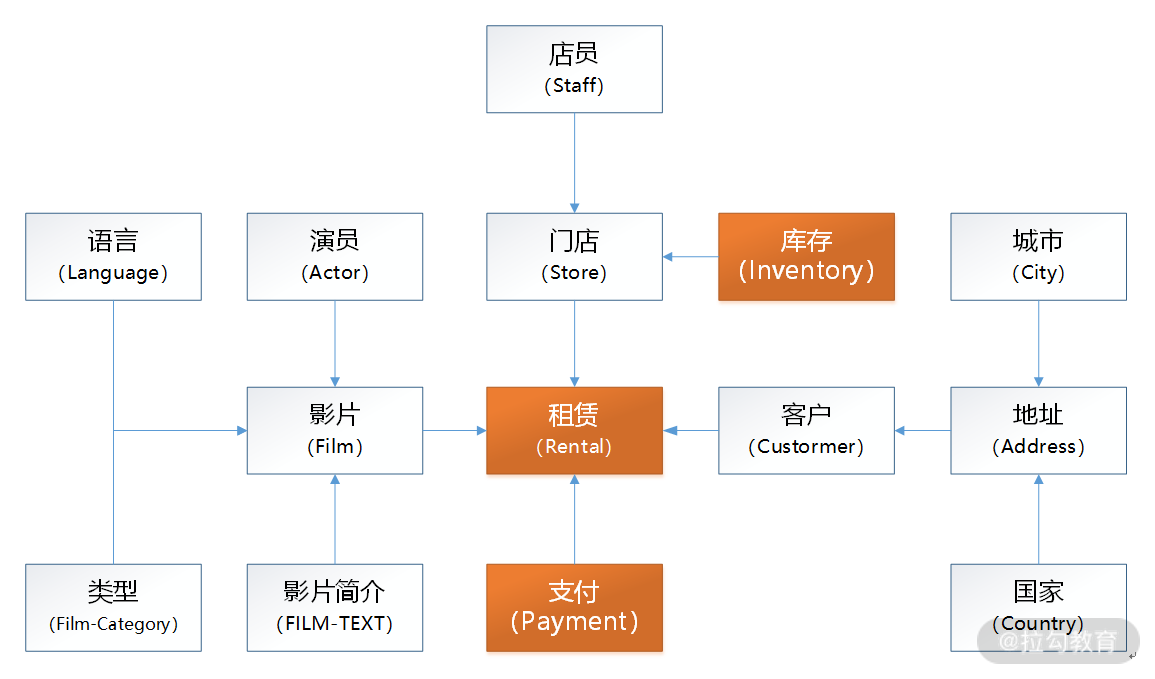 店员
(Staff)
语言
(Language)
演员
(Actor)
门店
(Store)
库存
(Inventory)
城市
(City)
影片
(Film)
租赁
(Rental)
客户
(Custormer)
地址
(Address)
类型
(Film-Category)
影片简介
(FILM-TEXT)
支付
(Payment)
国家
(Country)
@拉勾教育